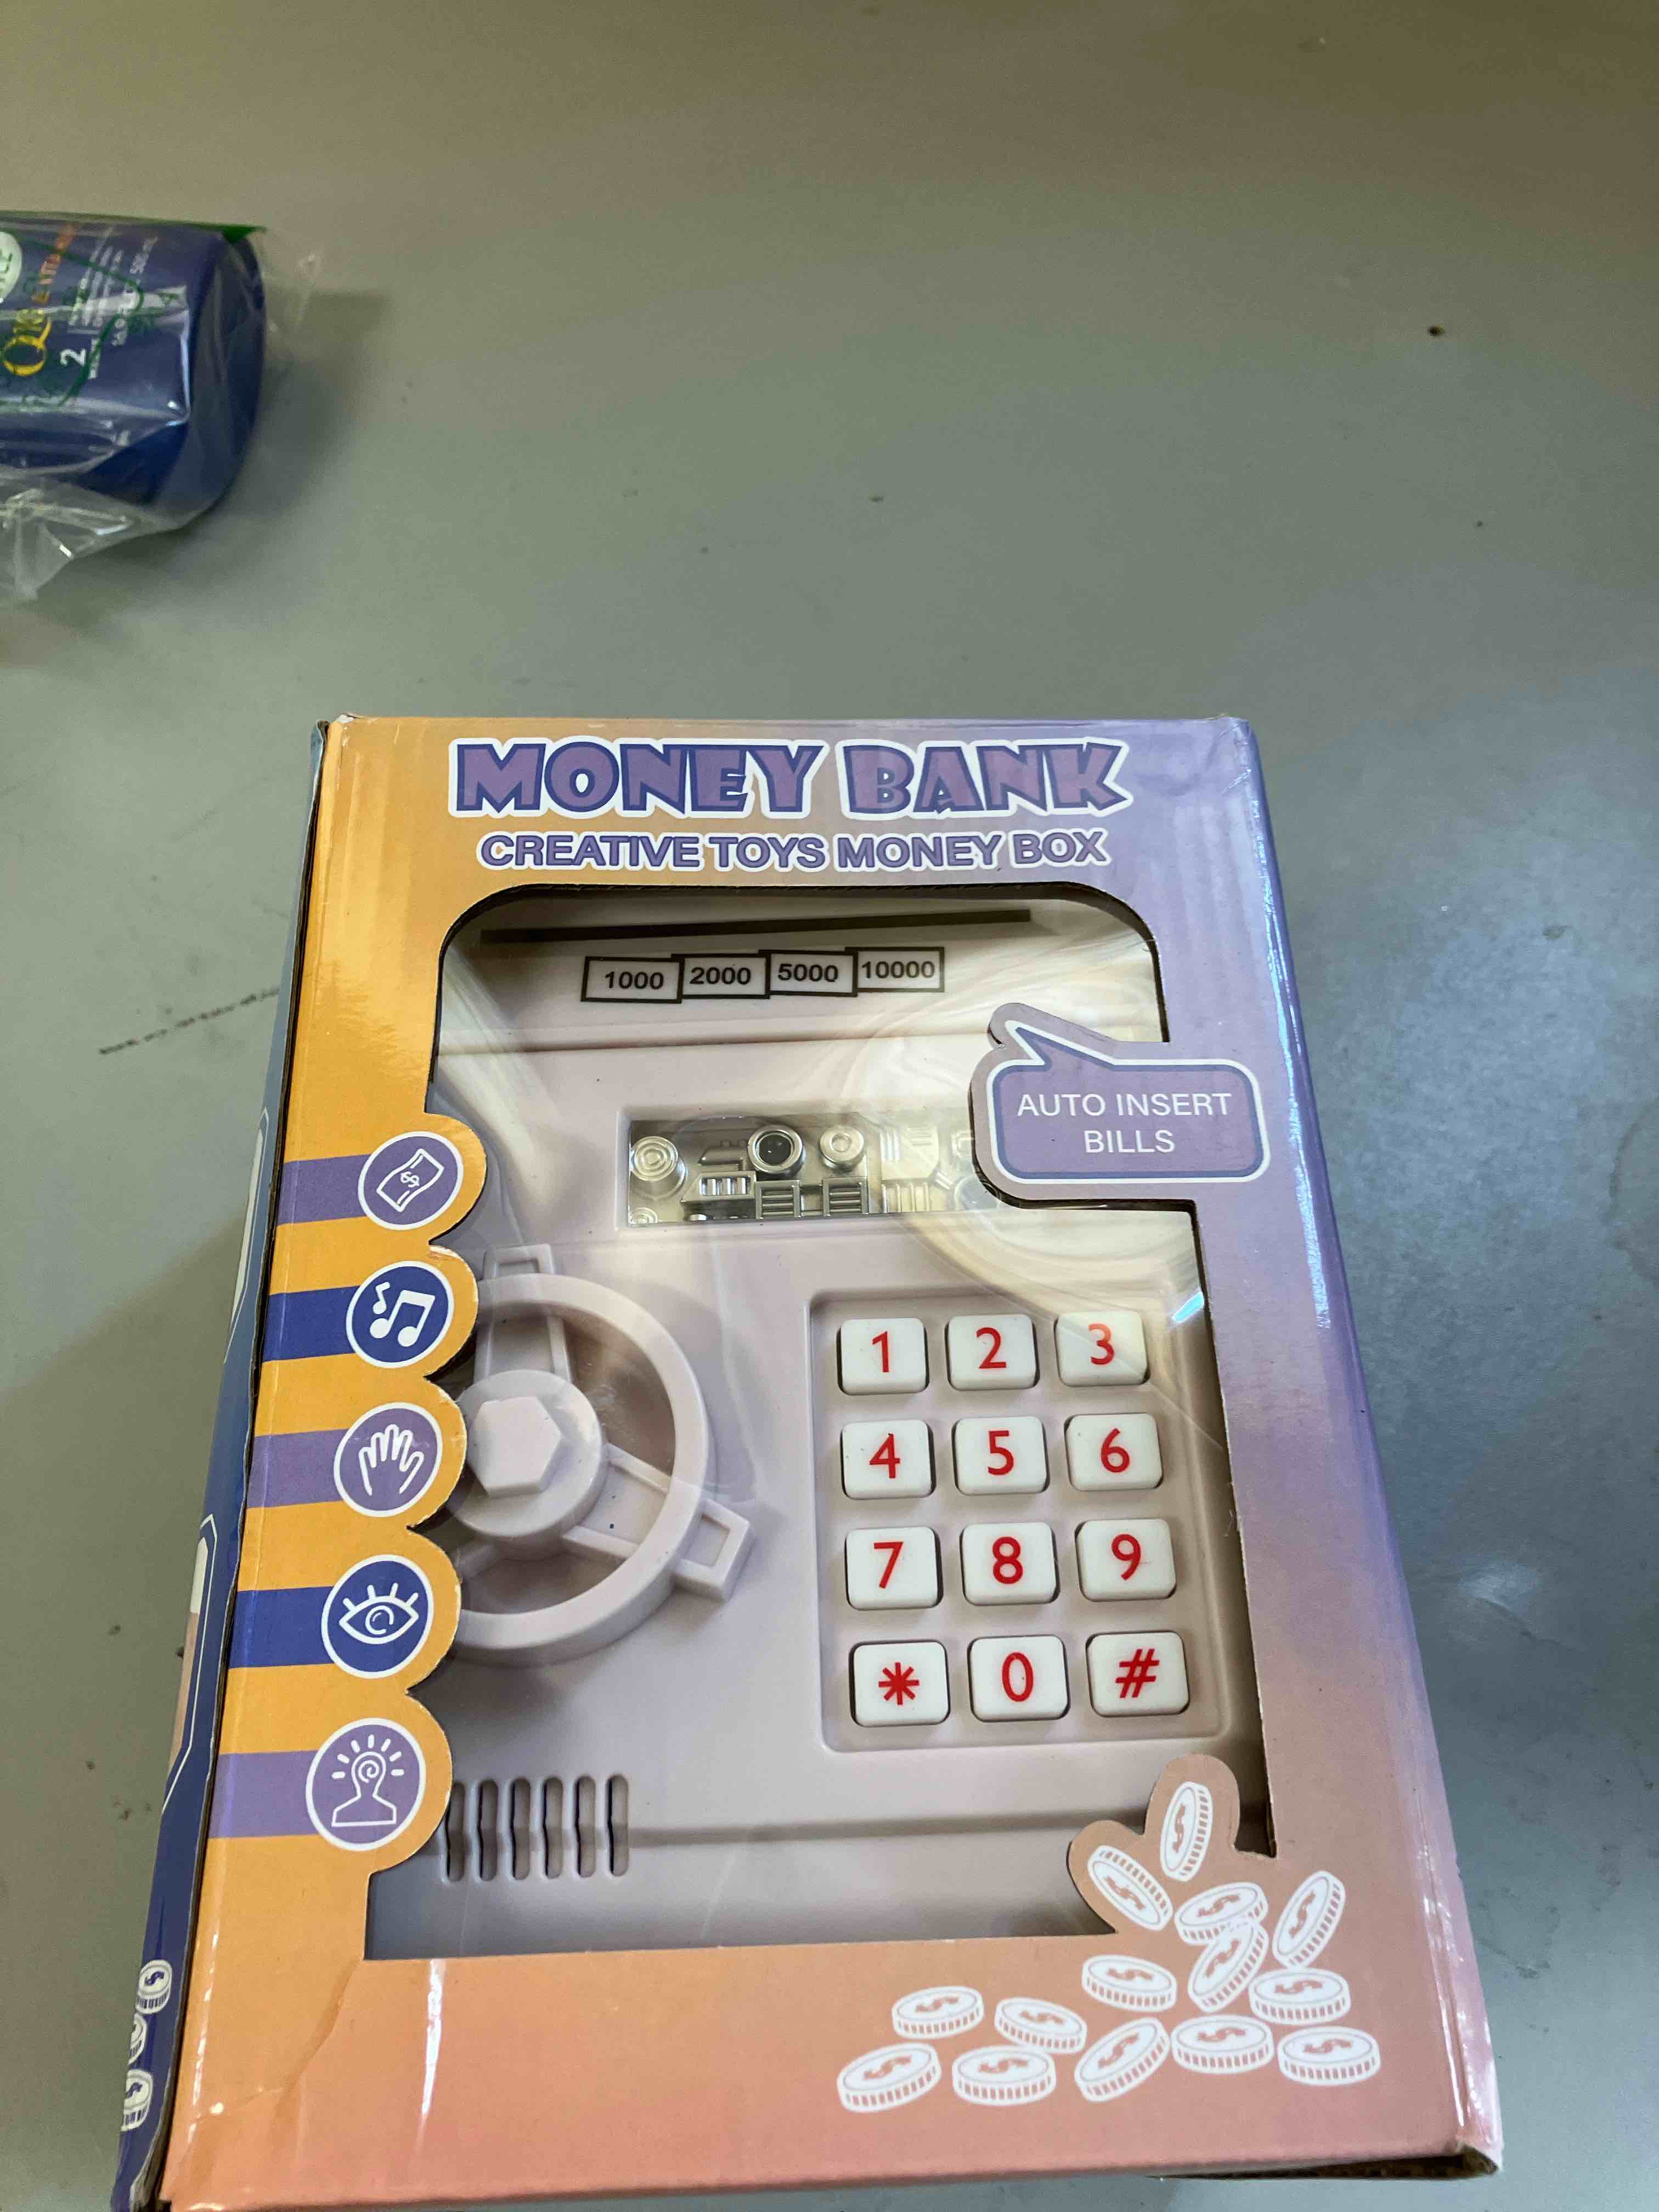 MONEY BANK
CREATIVE TOYS MONEY BOX
1000 2000 5000 10000
AUTO INSERT
BILLS
1 2 3
4 5 6
7 8 9
* 0 #
2